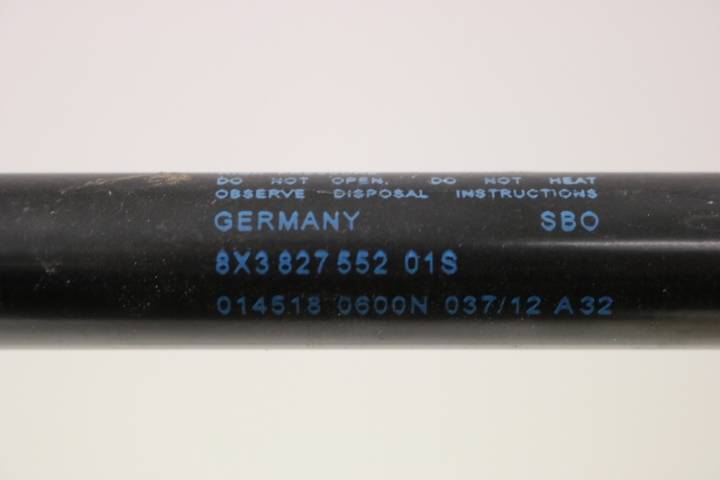 DO NOT OPEN. DO NOT HEAT
OBSERVE DISPOSAL INSTRUCTIONS
GERMANY SBO
8X3 827 552 01S
014518 0600N 037/12 A 32